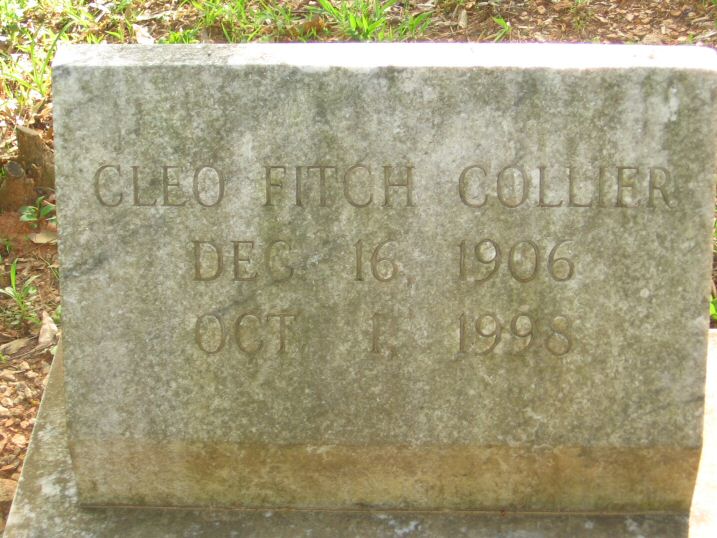 CLEO FITCH COLLIER
DEC 16, 1906
OCT 1, 1998